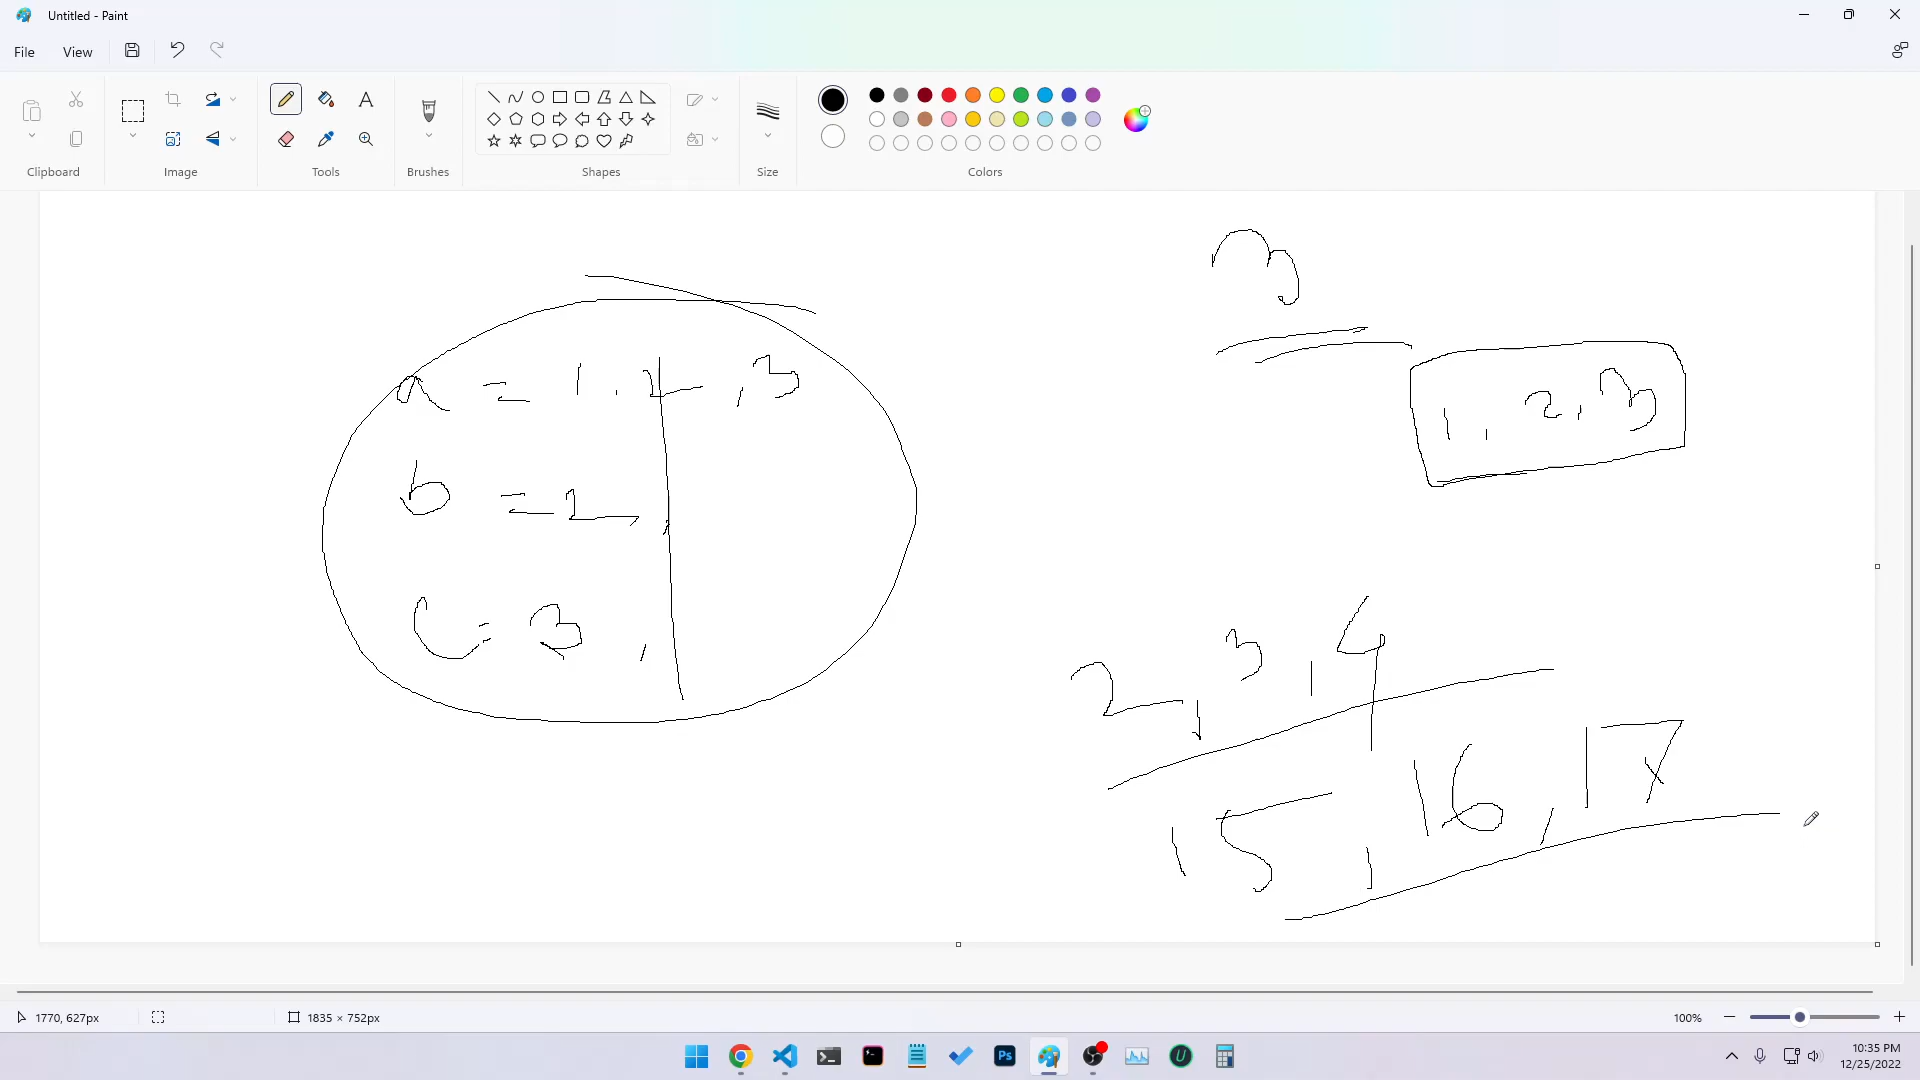 Untitled - Paint
File View
Clipboard
Image
Tools
Brushes
Shapes
Size
Colors
3
a = 1, 2, 3
1, 2, 3
b = 2,
c = 3,
2, 3, 4
15, 16, 17
1770, 627px
1835 × 752px
100%
10:35 PM
12/25/2022